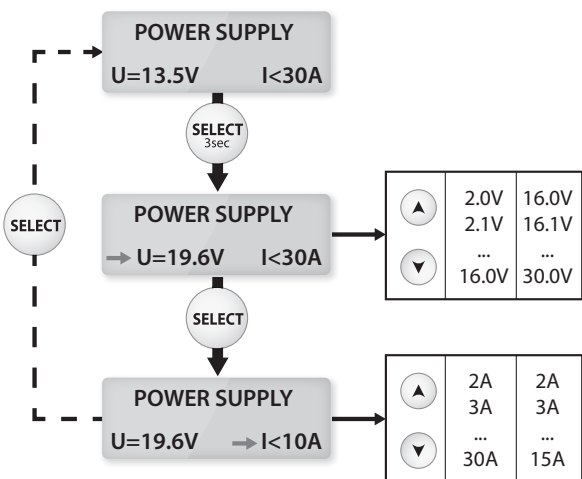 POWER SUPPLY
U=13.5V I<30A
SELECT
3sec
POWER SUPPLY
U=19.6V I<30A
2.0V 16.0V
2.1V 16.1V
... ...
16.0V 30.0V
SELECT
SELECT
POWER SUPPLY
U=19.6V I<10A
2A 2A
3A 3A
... ...
30A 15A